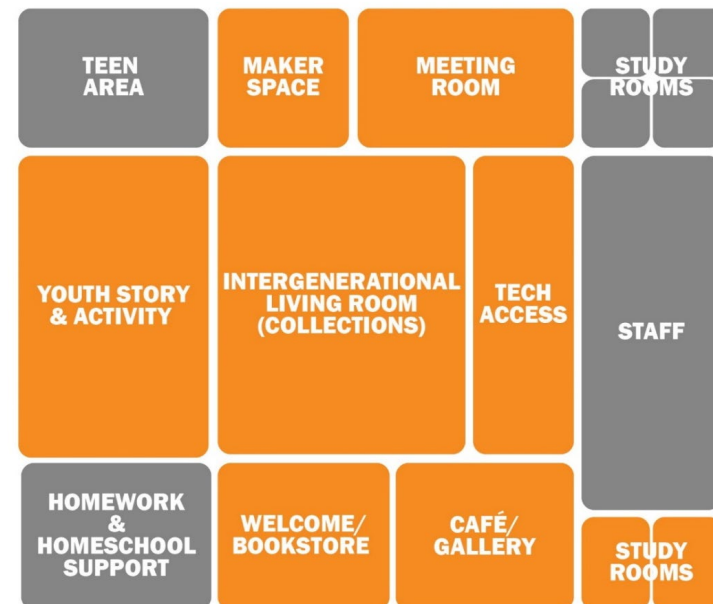 TEEN
AREA
MAKER
SPACE
MEETING
ROOM
STUDY
ROOMS
YOUTH STORY
& ACTIVITY
INTERGENERATIONAL
LIVING ROOM
(COLLECTIONS)
TECH
ACCESS
STAFF
HOMEWORK
&
HOMESCHOOL
SUPPORT
WELCOME/
BOOKSTORE
CAFÉ/
GALLERY
STUDY
ROOMS